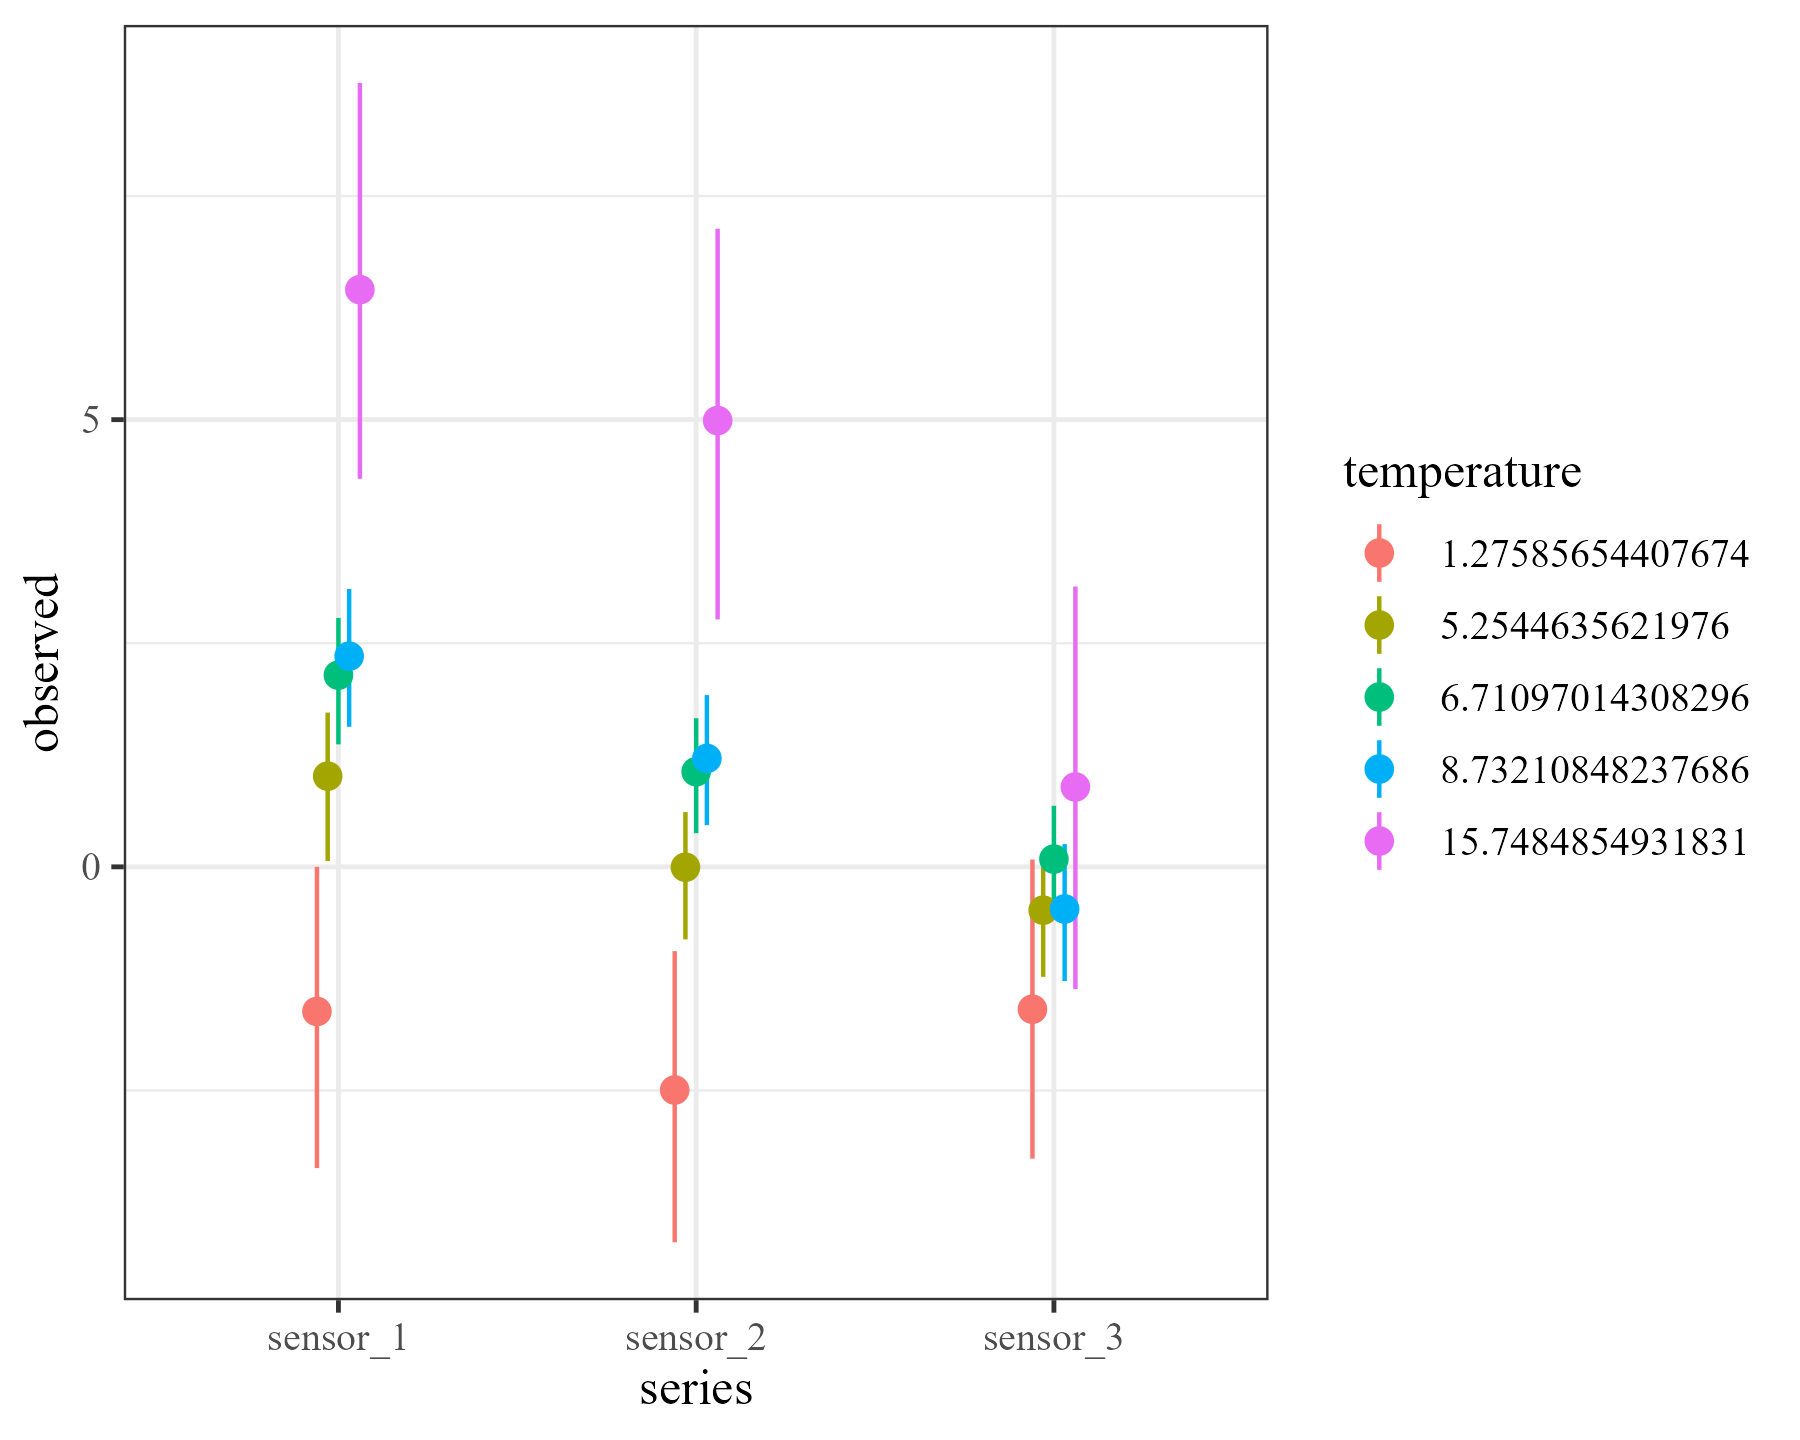 observed
5
0
sensor_1
sensor_2
sensor_3
series
temperature
1.27585654407674
5.2544635621976
6.71097014308296
8.73210848237686
15.7484854931831